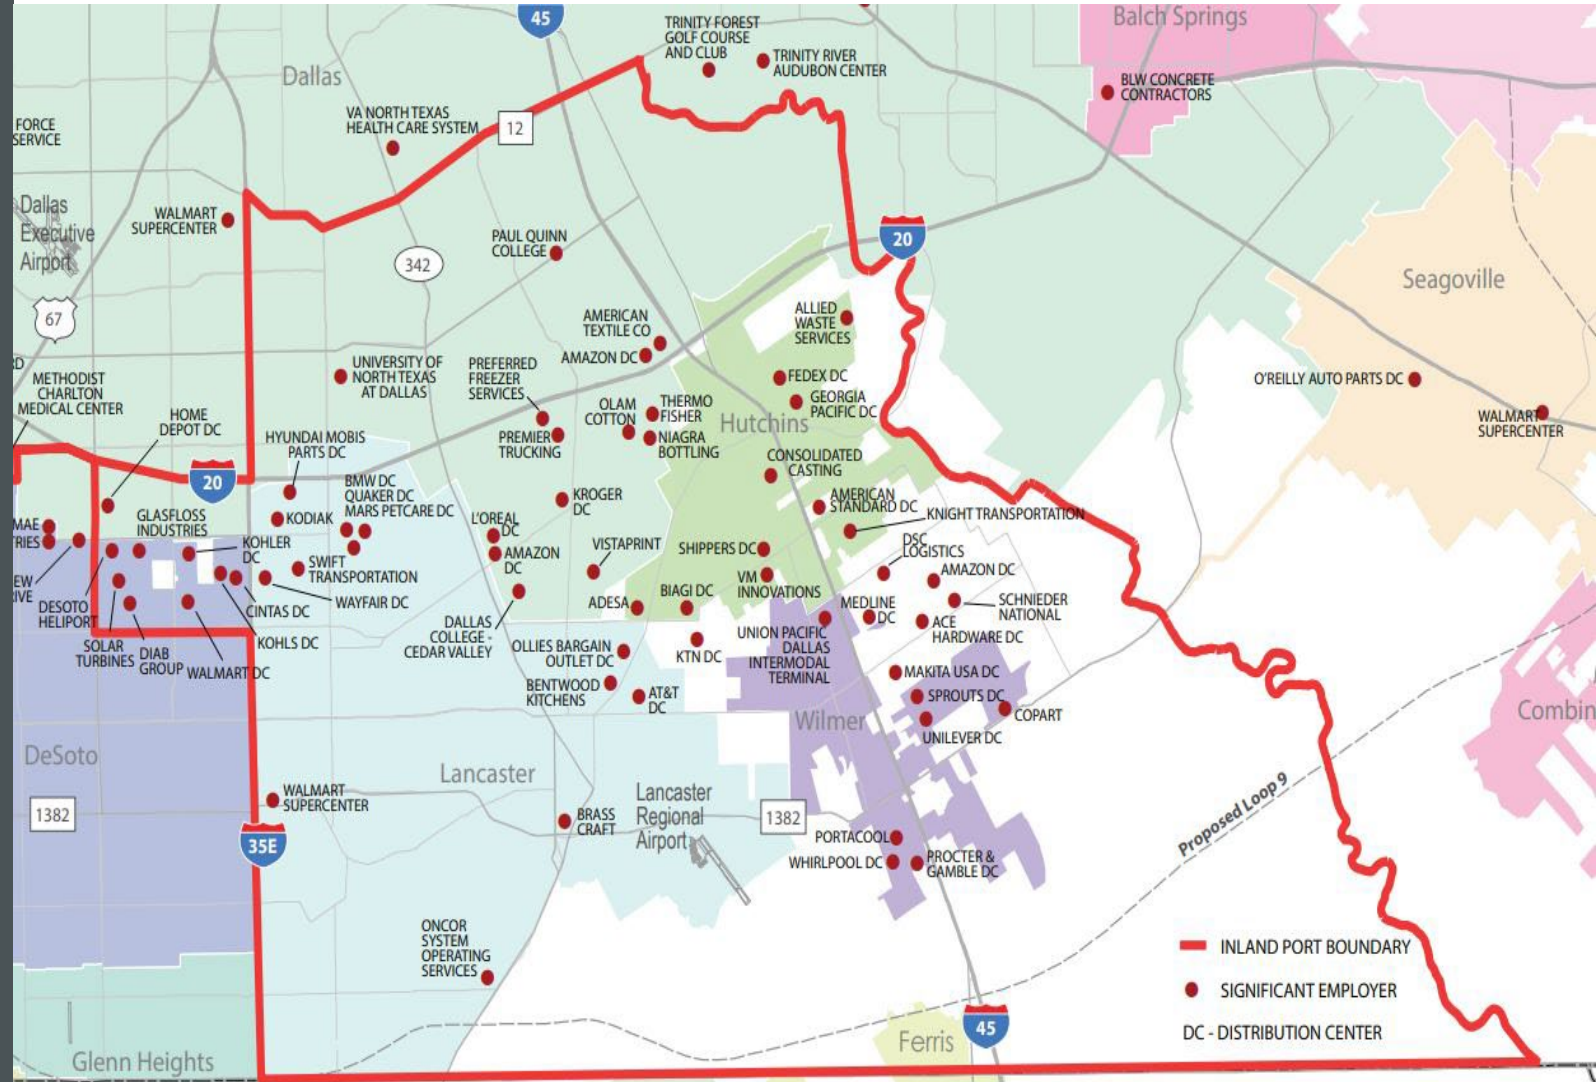 45
Balch Springs
TRINITY FOREST
GOLF COURSE
AND CLUB
TRINITY RIVER
AUDUBON CENTER
Dallas
BLW CONCRETE
CONTRACTORS
VA NORTH TEXAS
HEALTH CARE SYSTEM
12
FORCE
SERVICE
Dallas
Executive
Airport
WALMART
SUPERCENTER
PAUL QUINN
COLLEGE
20
342
Seagoville
67
ALLIED
WASTE
SERVICES
AMERICAN
TEXTILE CO
AMAZON DC
UNIVERSITY OF
NORTH TEXAS
AT DALLAS
PREFERRED
FREEZER
SERVICES
FEDEX DC
O'REILLY AUTO PARTS DC
METHODIST
CHARLTON
MEDICAL CENTER
HOME
DEPOT DC
OLAM
COTTON
THERMO
FISHER
GEORGIA
PACIFIC DC
Hutchins
WALMART
SUPERCENTER
HYUNDAI MOBIS
PARTS DC
PREMIER
TRUCKING
NIAGRA
BOTTLING
CONSOLIDATED
CASTING
20
BMW DC
QUAKER DC
MARS PETCARE DC
KROGER
DC
AMERICAN
STANDARD DC
KNIGHT TRANSPORTATION
GLASFLOSS
INDUSTRIES
KODIAK
L'OREAL
DC
MAE
TRIES
KOHLER
DC
AMAZON
DC
VISTAPRINT
SHIPPERS DC
DSC
LOGISTICS
SWIFT
TRANSPORTATION
AMAZON DC
VM
INNOVATIONS
EW
RIVE
DESOTO
HELIPORT
CINTAS DC
WAYFAIR DC
ADESA
BIAGI DC
MEDLINE
DC
SCHNIEDER
NATIONAL
DALLAS
COLLEGE -
CEDAR VALLEY
ACE
HARDWARE DC
SOLAR
TURBINES
DIAB
GROUP
WALMART DC
KOHLS DC
OLLIES BARGAIN
OUTLET DC
KTN DC
UNION PACIFIC
DALLAS
INTERMODAL
TERMINAL
BENTWOOD
KITCHENS
AT&T
DC
MAKITA USA DC
SPROUTS DC
COPART
UNILEVER DC
Wilmer
Combin
DeSoto
Lancaster
WALMART
SUPERCENTER
Lancaster
Regional
Airport
1382
BRASS
CRAFT
1382
35E
PORTACOOL
WHIRLPOOL DC
PROCTER &
GAMBLE DC
Proposed Loop 9
ONCOR
SYSTEM
OPERATING
SERVICES
INLAND PORT BOUNDARY
SIGNIFICANT EMPLOYER
DC - DISTRIBUTION CENTER
45
Ferris
Glenn Heights